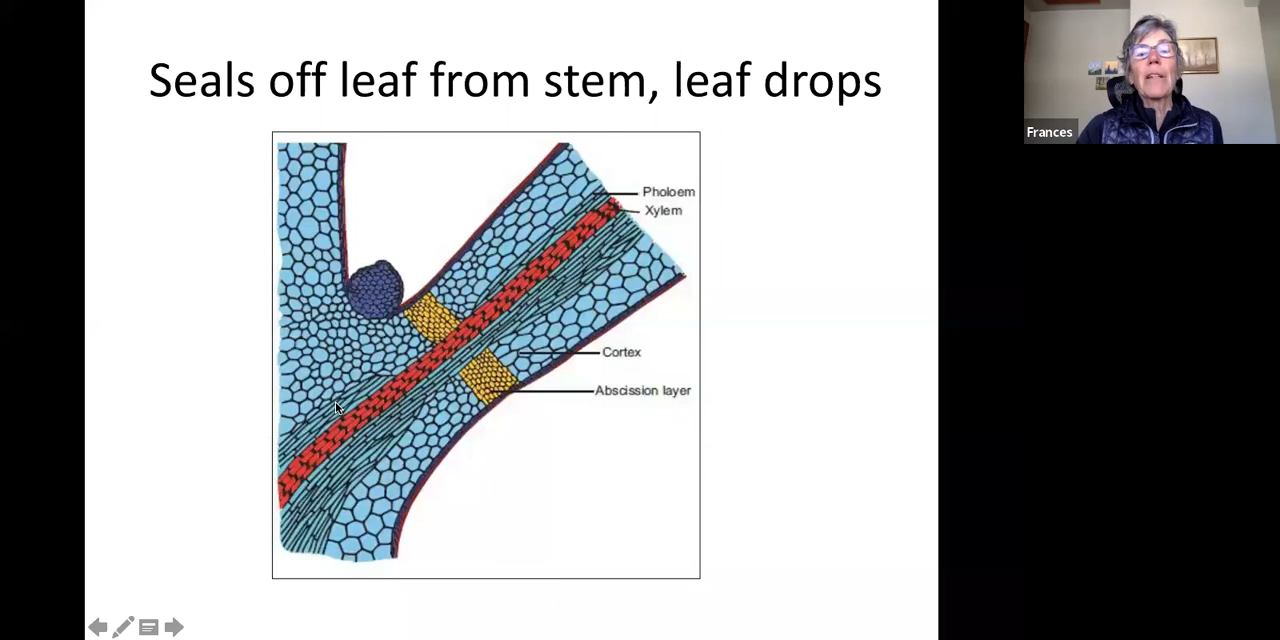 Seals off leaf from stem, leaf drops
Pholoem
Xylem
Cortex
Abscission layer
Frances